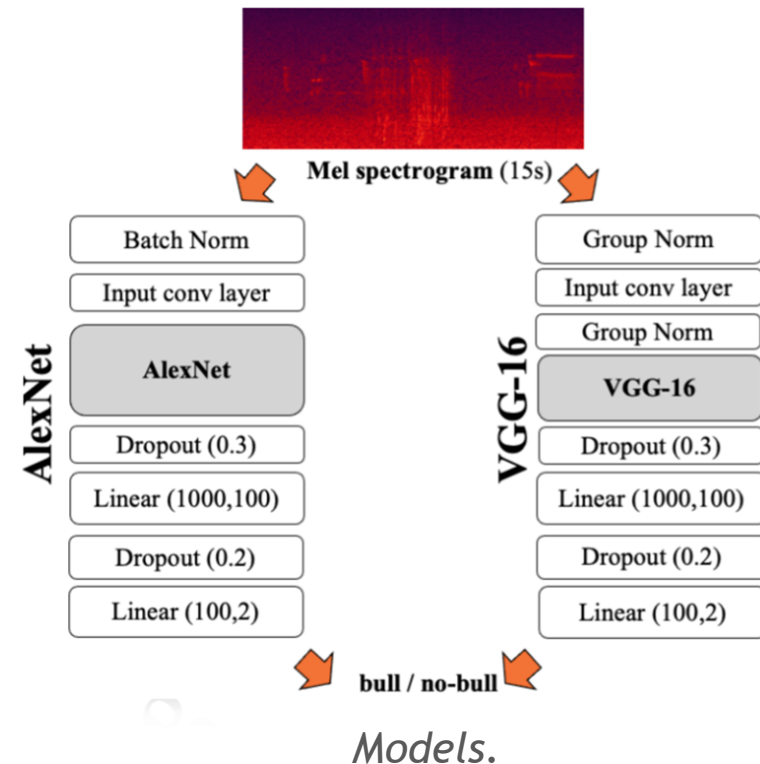 Mel spectrogram (15s)
AlexNet
Batch Norm
Input conv layer
AlexNet
Dropout (0.3)
Linear (1000,100)
Dropout (0.2)
Linear (100,2)
VGG-16
Group Norm
Input conv layer
Group Norm
VGG-16
Dropout (0.3)
Linear (1000,100)
Dropout (0.2)
Linear (100,2)
bull / no-bull
Models.